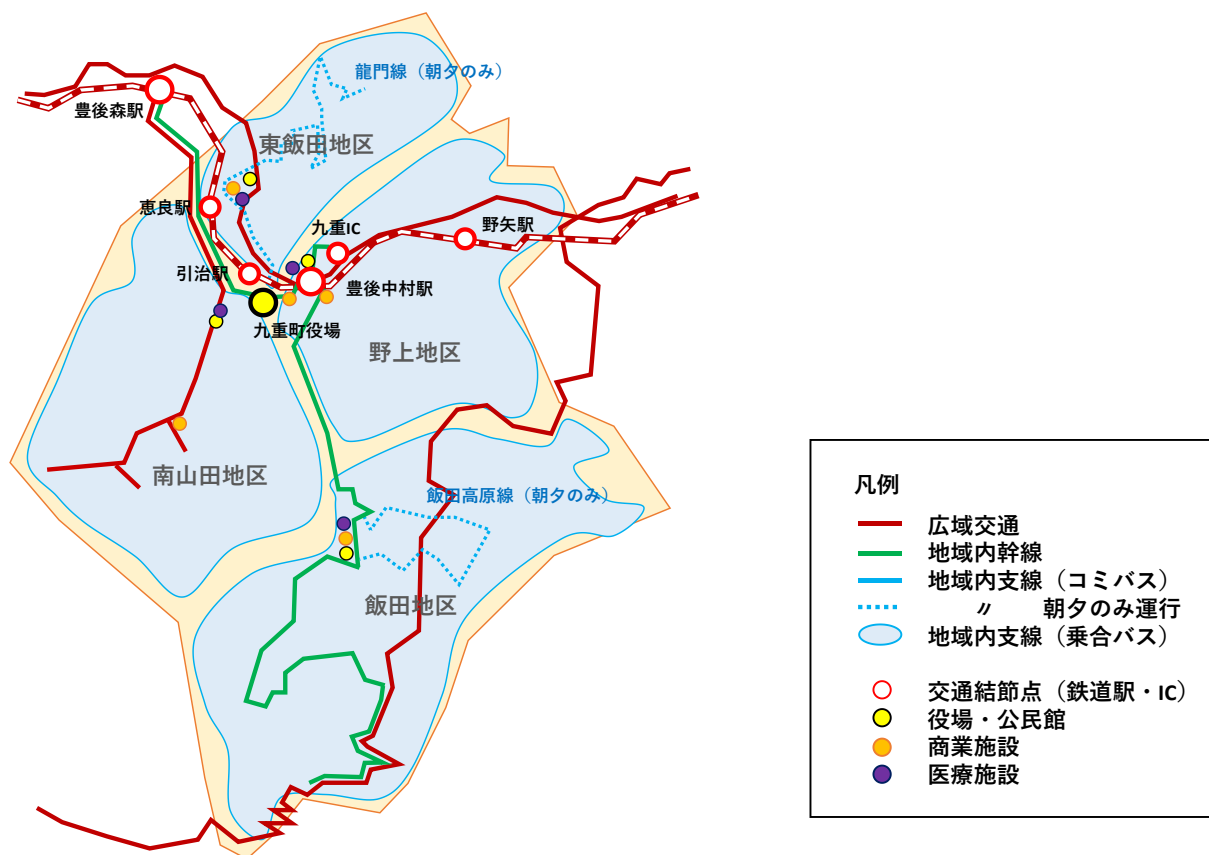 龍門線（朝夕のみ）
豊後森駅
東飯田地区
恵良駅
九重IC
野矢駅
引治駅
豊後中村駅
九重町役場
野上地区
南山田地区
飯田高原線（朝夕のみ）
飯田地区
凡例
広域交通
地域内幹線
地域内支線（コミバス）
〃　朝夕のみ運行
地域内支線（乗合バス）
交通結節点（鉄道駅・IC）
役場・公民館
商業施設
医療施設